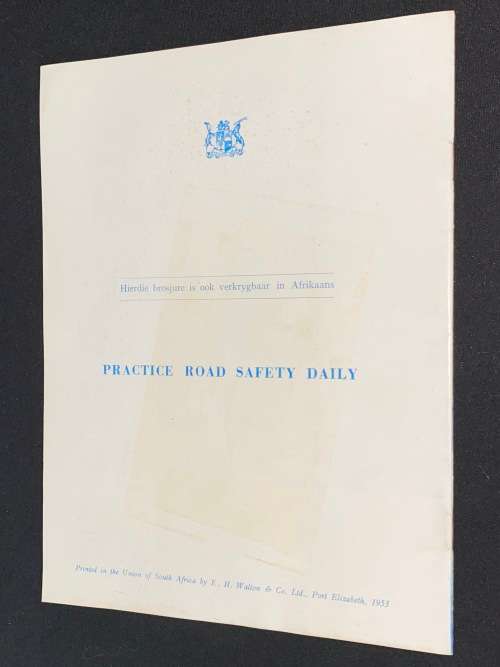 Hierdie brosjure is ook verkrygbaar in Afrikaans
PRACTICE ROAD SAFETY DAILY
Printed in the Union of South Africa by E. H. Walton & Co. Ltd., Port Elizabeth, 1953